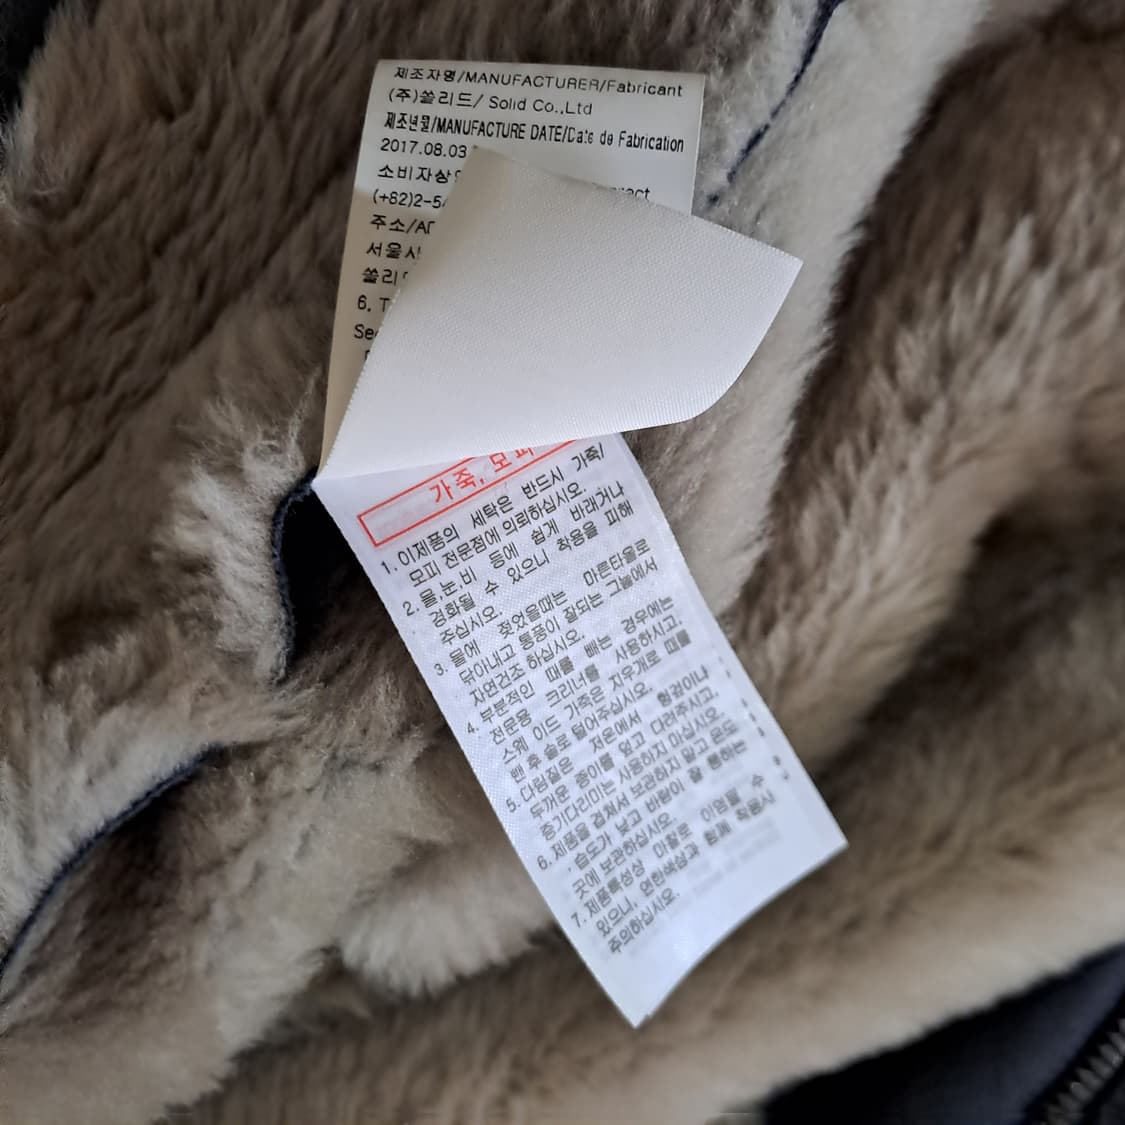 제조자명/MANUFACTURER/Fabricant
(주)쏠리드/ Solid Co.,Ltd
제조년월/MANUFACTURE DATE/Date de Fabrication
2017.08.03
소비자상
(+82)2-5
주소/
서울시
쏠리
6,
가죽, 모피
1. 이제품의 세탁은 반드시 가죽/
모피 전문점에 의뢰하십시오.
2. 물,눈,비 등에 쉽게 바래거나
경화될 수 있으니 착용을 피해
주십시오.
3. 물에 젖었을때는 마른타올로
닦아내고 통풍이 잘되는 그늘에서
자연건조 하십시오.
4. 부분적인 때를 빼는 경우에는
전문용 크리너를 사용하시고,
스웨이드 가죽은 지우개로 때를
뺀 후 솔로 털어주십시오.
5. 다림질은 저온에서 헝겊이나
두꺼운 종이를 덮고 다려주시고,
증기다리미는 사용하지 마십시오.
6. 제품을 겹쳐서 보관하지 말고 온도
, 습도가 낮고 바람이 잘 통하는
곳에 보관하십시오.
7. 제품특성상 마찰로 이염될 수
있으니, 연한색상과 함께 착용시
주의하십시오.